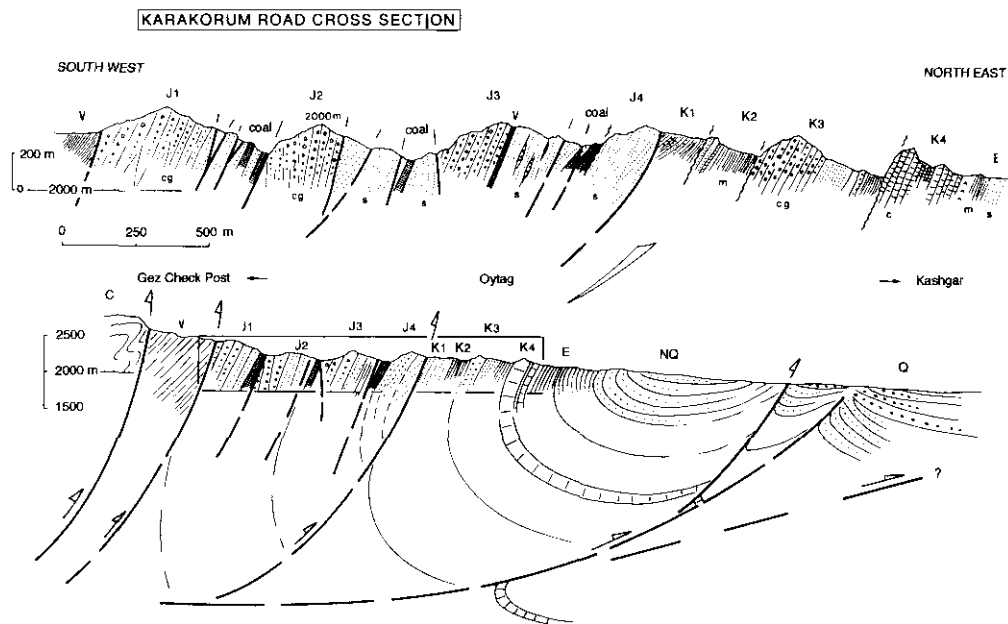 KARAKORUM ROAD CROSS SECTION
SOUTH WEST
NORTH EAST
V J1 coal J2 2000m coal J3 V coal J4 K1 K2 K3 K4 E
200 m
0 2000 m
cg cg s s s s m cg c m s
0 250 500 m
Gez Check Post Oytag Kashgar
C V J1 J2 J3 J4 K1 K2 K3 K4 E NQ Q
2500
2000 m
1500
?